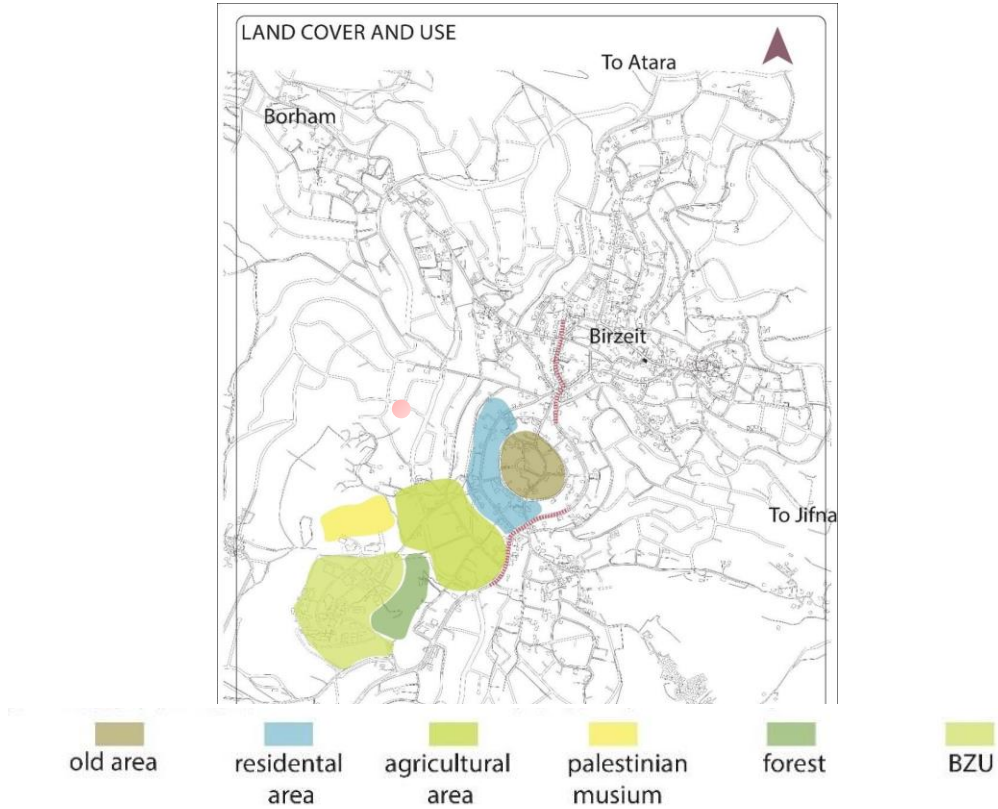 LAND COVER AND USE
To Atara
Borham
Birzeit
To Jifna
old area
residental
area
agricultural
area
palestinian
musium
forest
BZU